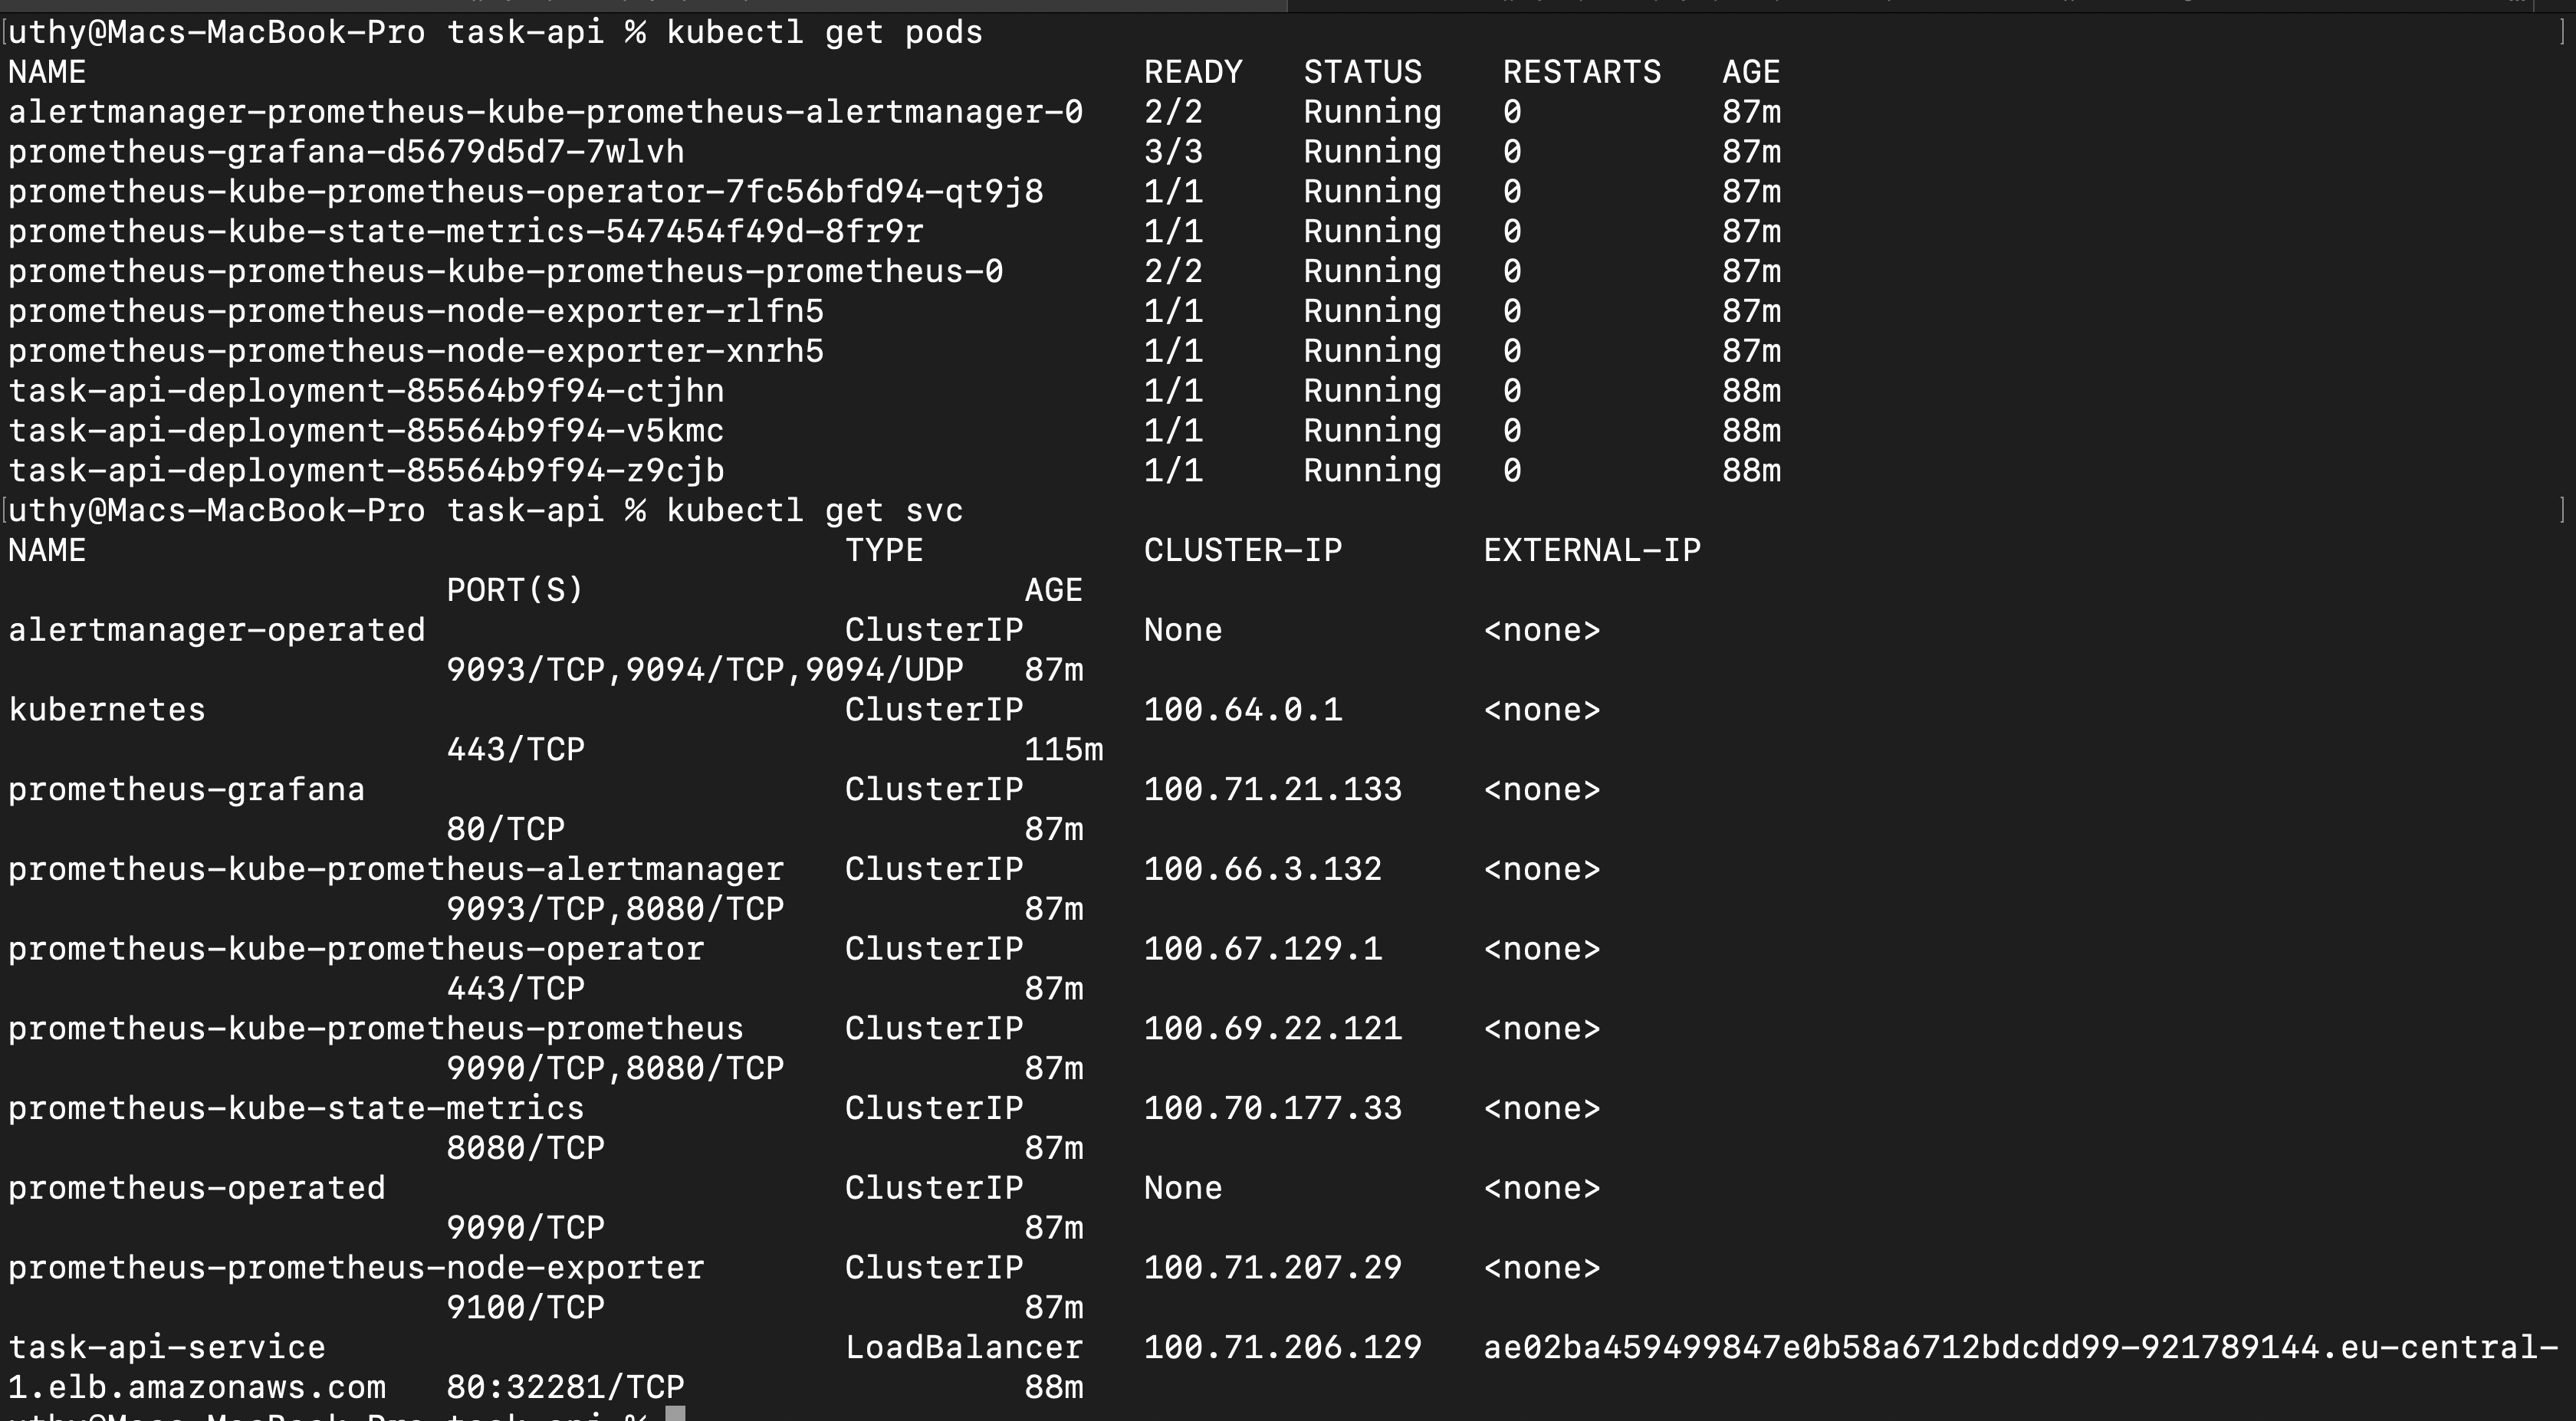 uthy@Macs-MacBook-Pro task-api % kubectl get pods
NAME READY STATUS RESTARTS AGE
alertmanager-prometheus-kube-prometheus-alertmanager-0 2/2 Running 0 87m
prometheus-grafana-d5679d5d7-7wlvh 3/3 Running 0 87m
prometheus-kube-prometheus-operator-7fc56bfd94-qt9j8 1/1 Running 0 87m
prometheus-kube-state-metrics-547454f49d-8fr9r 1/1 Running 0 87m
prometheus-prometheus-kube-prometheus-prometheus-0 2/2 Running 0 87m
prometheus-prometheus-node-exporter-rlfn5 1/1 Running 0 87m
prometheus-prometheus-node-exporter-xnrh5 1/1 Running 0 87m
task-api-deployment-85564b9f94-ctjhn 1/1 Running 0 88m
task-api-deployment-85564b9f94-v5kmc 1/1 Running 0 88m
task-api-deployment-85564b9f94-z9cjb 1/1 Running 0 88m
uthy@Macs-MacBook-Pro task-api % kubectl get svc
NAME TYPE CLUSTER-IP EXTERNAL-IP
PORT(S) AGE
alertmanager-operated ClusterIP None <none>
9093/TCP,9094/TCP,9094/UDP 87m
kubernetes ClusterIP 100.64.0.1 <none>
443/TCP 115m
prometheus-grafana ClusterIP 100.71.21.133 <none>
80/TCP 87m
prometheus-kube-prometheus-alertmanager ClusterIP 100.66.3.132 <none>
9093/TCP,8080/TCP 87m
prometheus-kube-prometheus-operator ClusterIP 100.67.129.1 <none>
443/TCP 87m
prometheus-kube-prometheus-prometheus ClusterIP 100.69.22.121 <none>
9090/TCP,8080/TCP 87m
prometheus-kube-state-metrics ClusterIP 100.70.177.33 <none>
8080/TCP 87m
prometheus-operated ClusterIP None <none>
9090/TCP 87m
prometheus-prometheus-node-exporter ClusterIP 100.71.207.29 <none>
9100/TCP 87m
task-api-service LoadBalancer 100.71.206.129 ae02ba459499847e0b58a6712bdcdd99-921789144.eu-central-
1.elb.amazonaws.com 80:32281/TCP 88m
uthy@Macs-MacBook-Pro task-api %